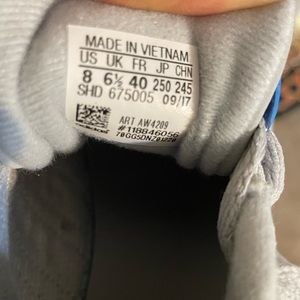 MADE IN VIETNAM
US UK FR JP CHN
8 6½ 40 250 245
SHD 675005 09/17
ART AW4209
#118846056